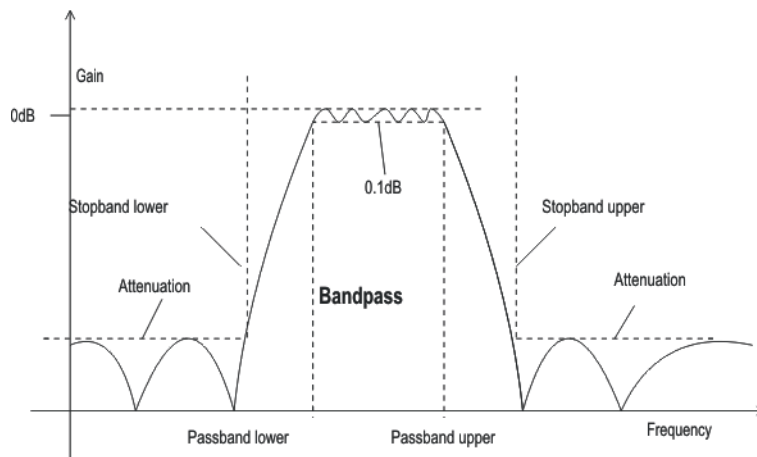 Gain
0dB
0.1dB
Stopband lower
Stopband upper
Attenuation
Bandpass
Attenuation
Passband lower
Passband upper
Frequency